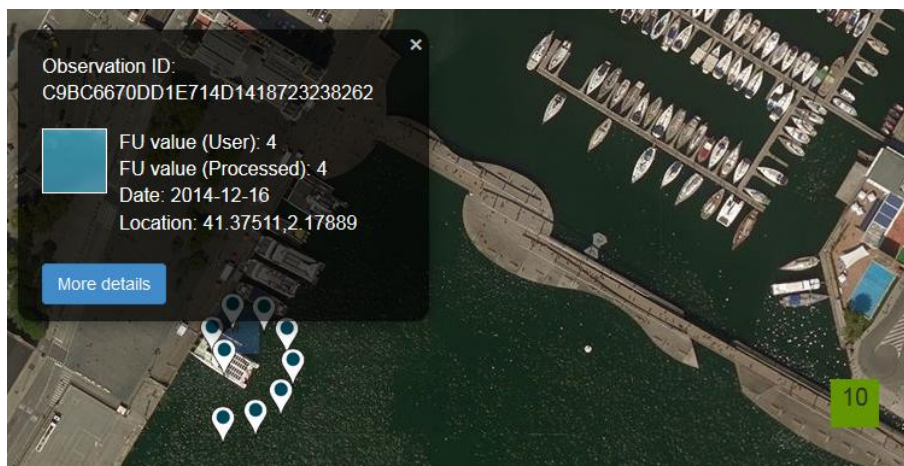 ×
Observation ID:
C9BC6670DD1E714D1418723238262
FU value (User): 4
FU value (Processed): 4
Date: 2014-12-16
Location: 41.37511,2.17889
More details
10